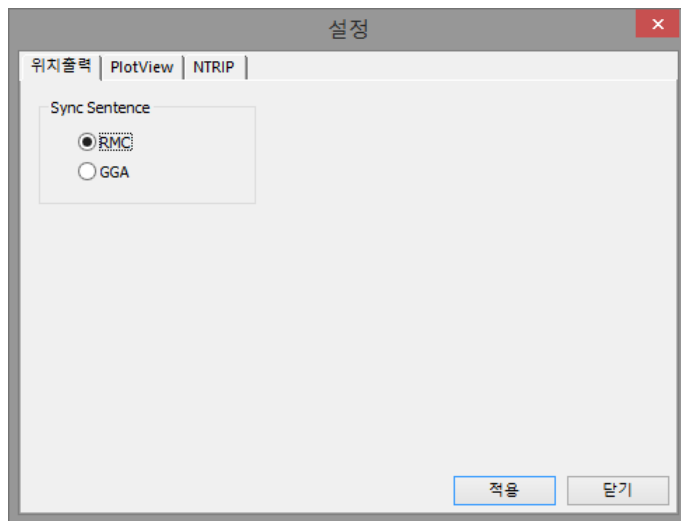 설정
위치출력 PlotView NTRIP
Sync Sentence
RMC
GGA
적용 닫기